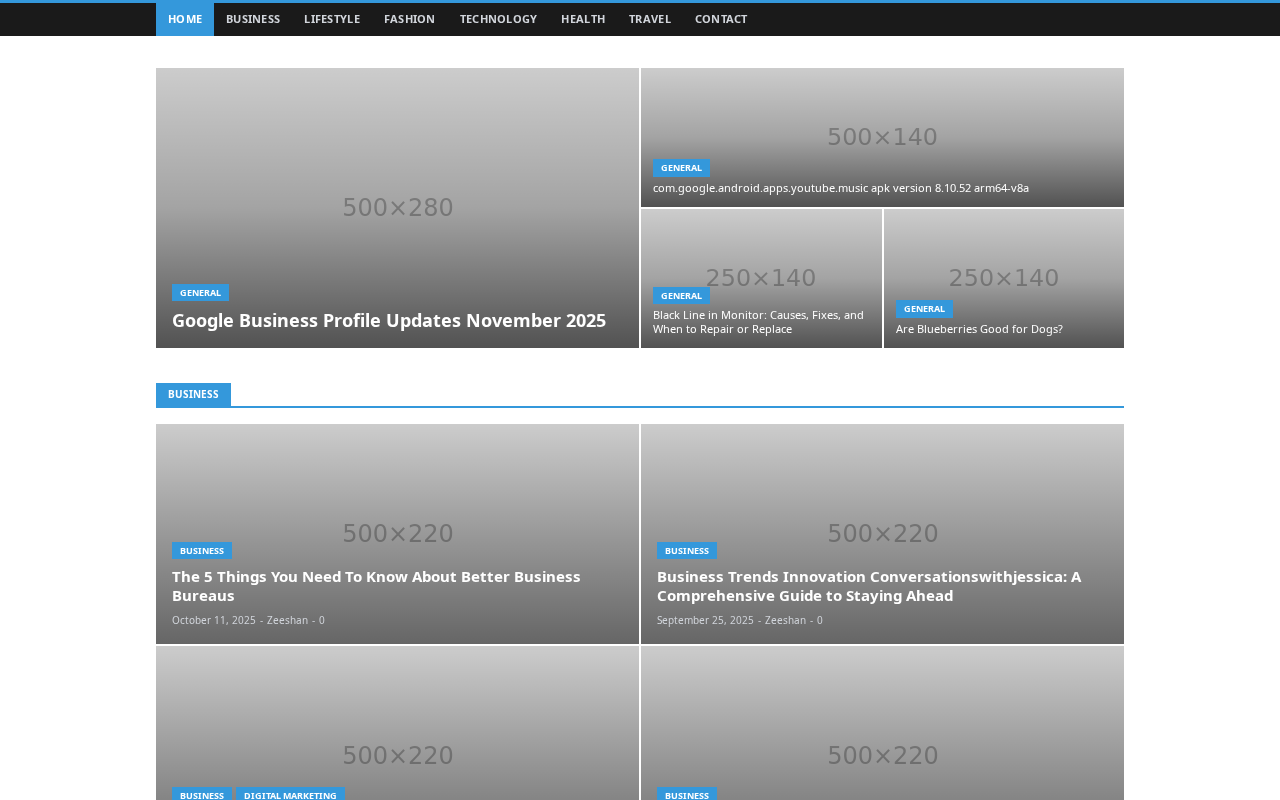 HOME BUSINESS LIFESTYLE FASHION TECHNOLOGY HEALTH TRAVEL CONTACT
500×280
GENERAL
Google Business Profile Updates November 2025
500×140
GENERAL
com.google.android.apps.youtube.music apk version 8.10.52 arm64-v8a
250×140
GENERAL
Black Line in Monitor: Causes, Fixes, and
When to Repair or Replace
250×140
GENERAL
Are Blueberries Good for Dogs?
BUSINESS
500×220
BUSINESS
The 5 Things You Need To Know About Better Business
Bureaus
October 11, 2025 - Zeeshan - 0
500×220
BUSINESS
Business Trends Innovation Conversationswithjessica: A
Comprehensive Guide to Staying Ahead
September 25, 2025 - Zeeshan - 0
500×220
BUSINESS DIGITAL MARKETING
500×220
BUSINESS